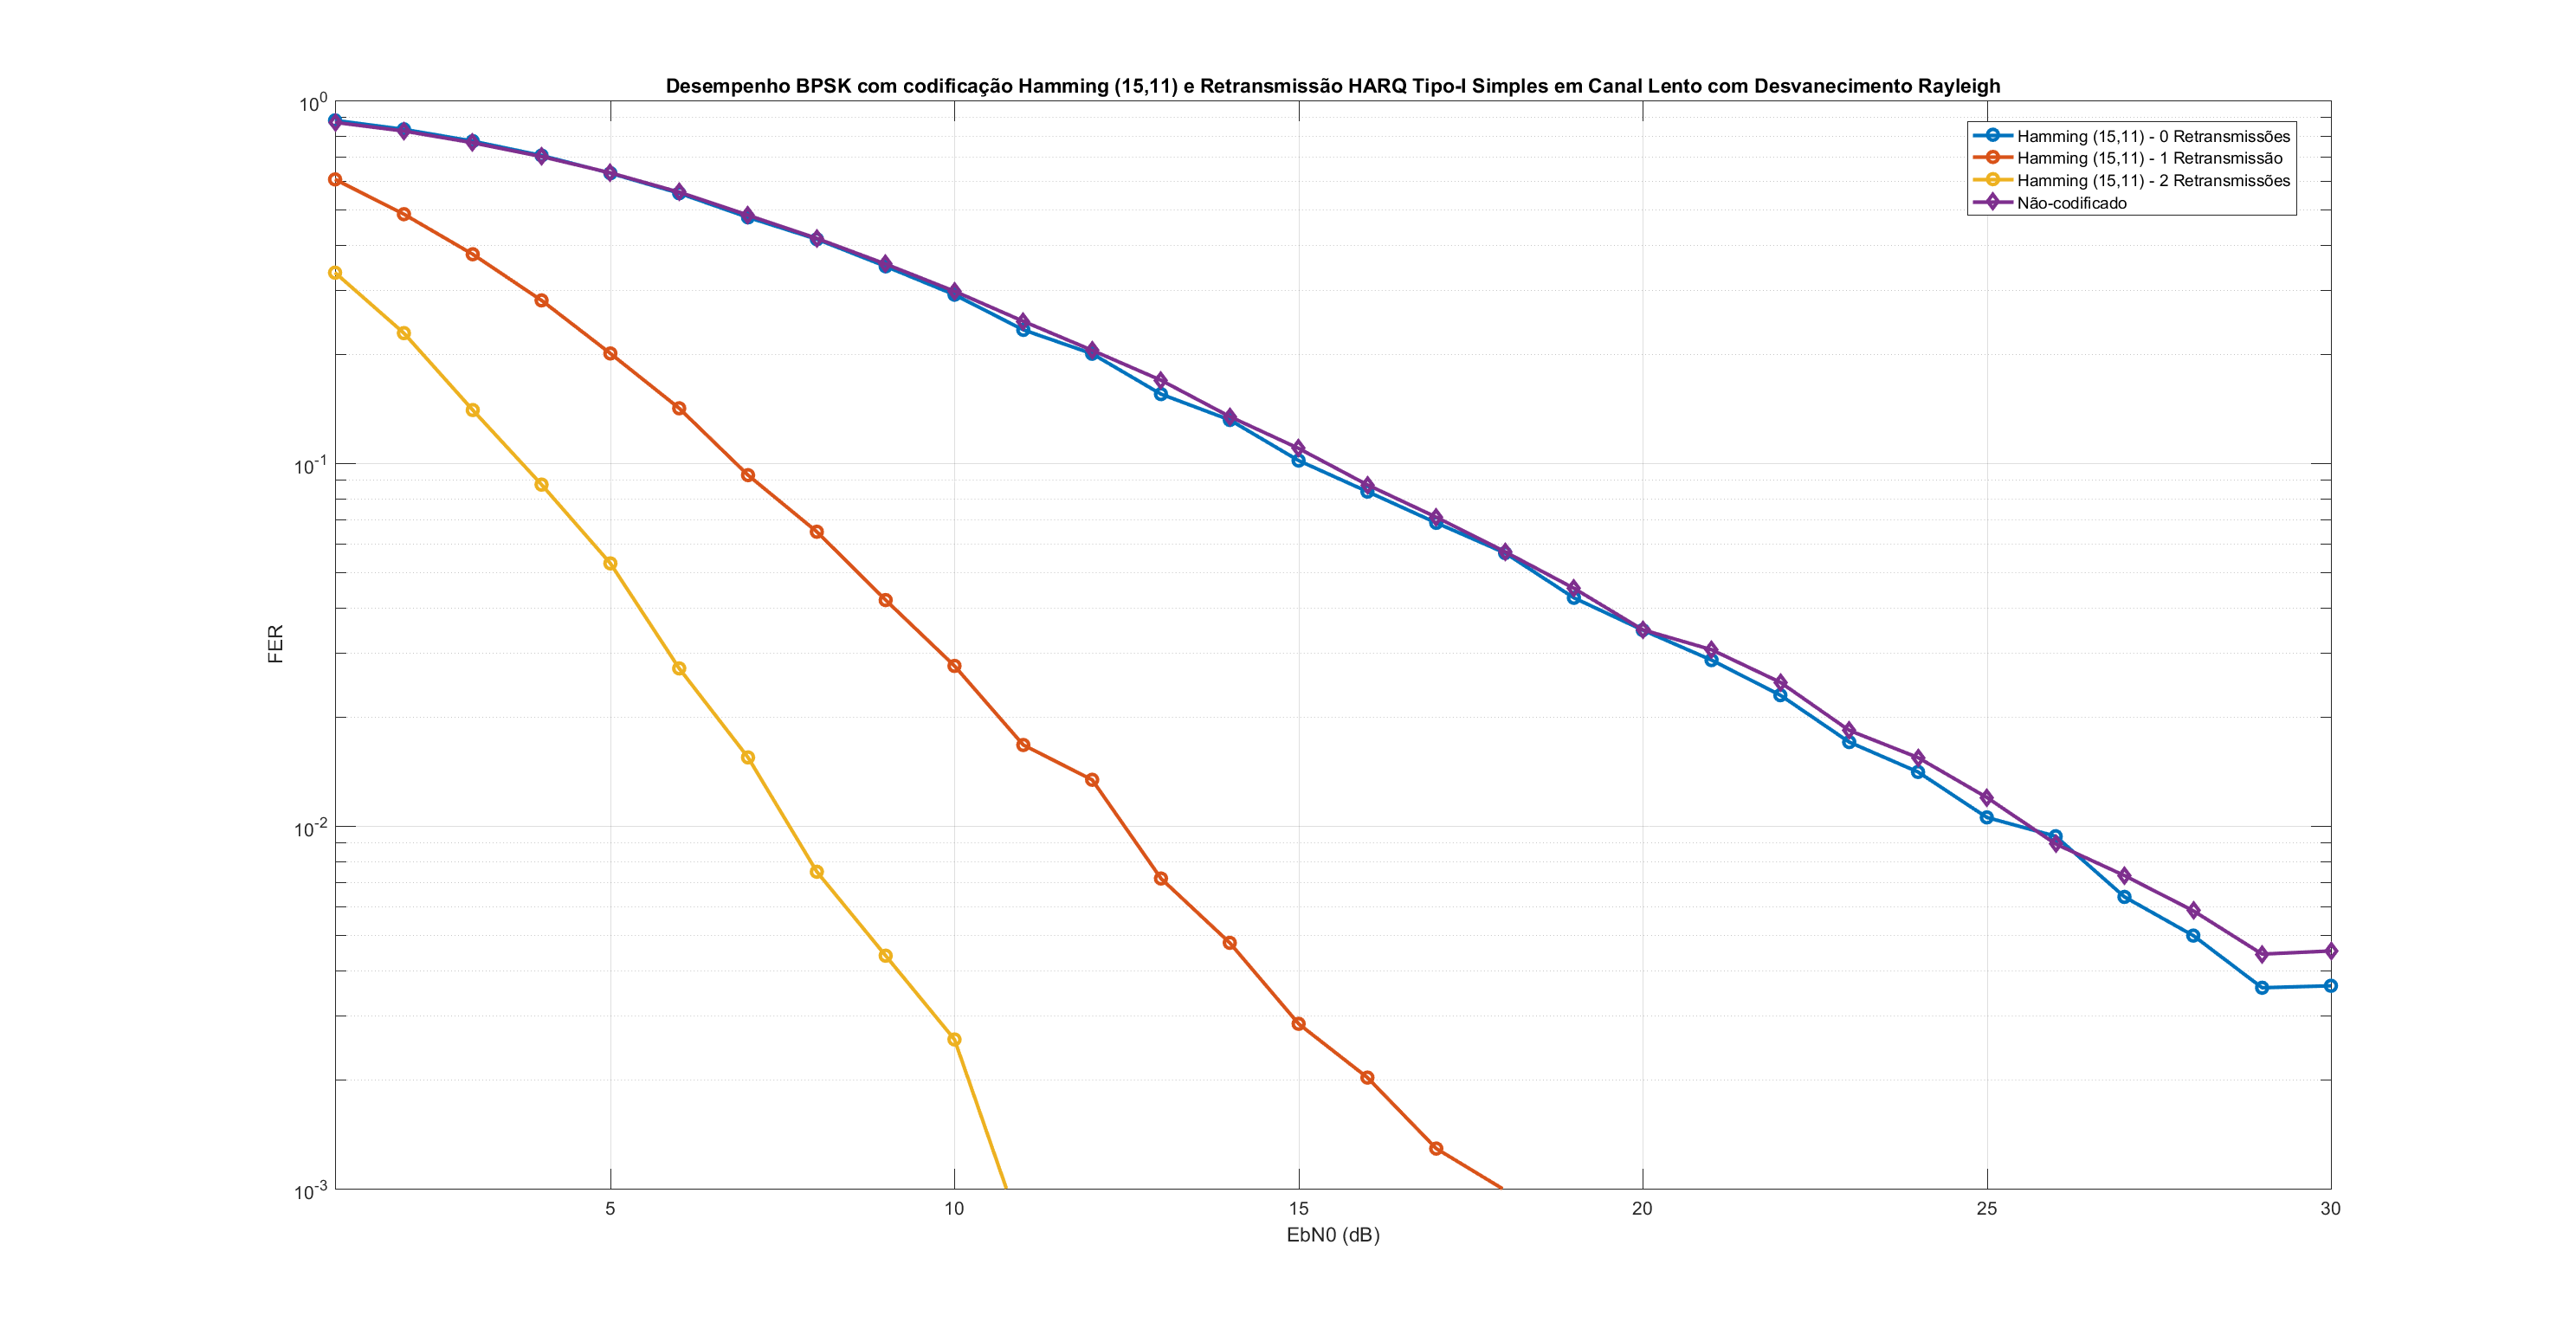 Desempenho BPSK com codificação Hamming (15,11) e Retransmissão HARQ Tipo-I Simples em Canal Lento com Desvanecimento Rayleigh
Hamming (15,11) - 0 Retransmissões
Hamming (15,11) - 1 Retransmissão
Hamming (15,11) - 2 Retransmissões
Não-codificado
10^0
10^-1
10^-2
10^-3
FER
5 10 15 20 25 30
EbN0 (dB)